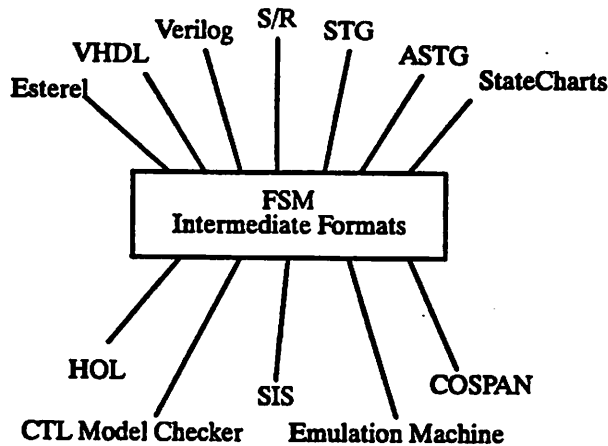 S/R
Verilog
STG
VHDL
ASTG
Esterel
StateCharts
FSM
Intermediate Formats
HOL
SIS
COSPAN
CTL Model Checker
Emulation Machine